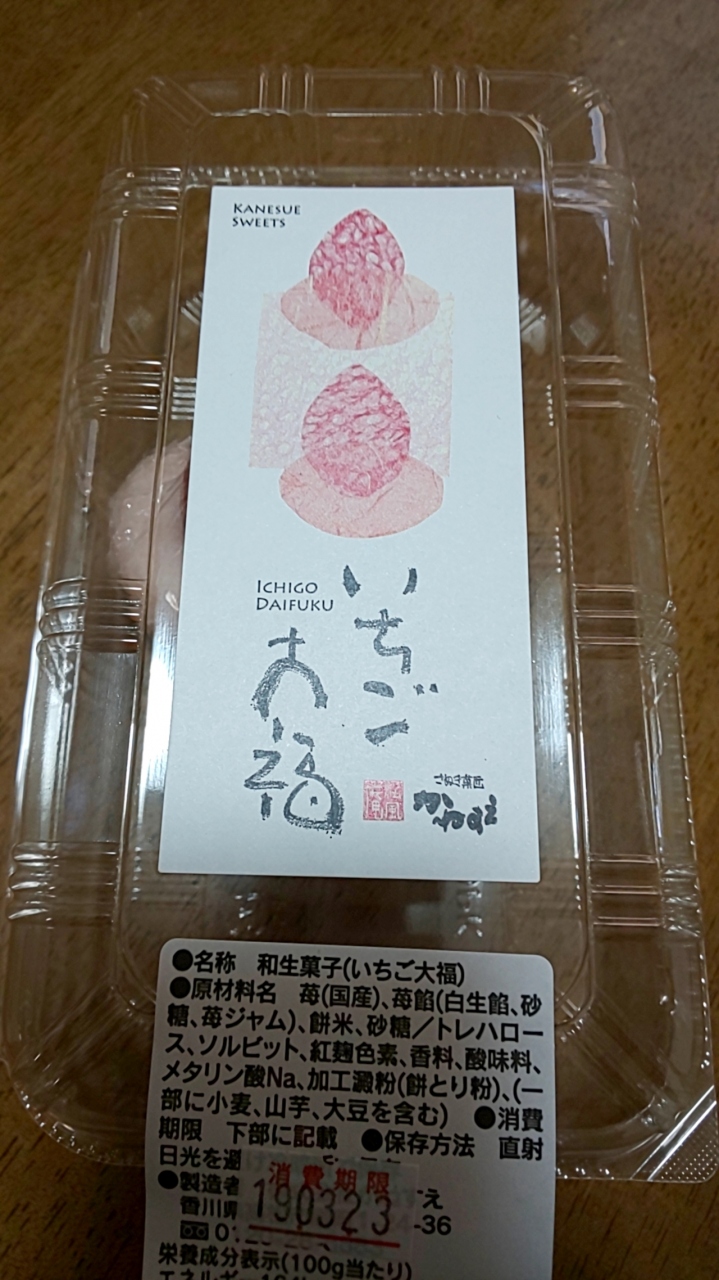 KANESUE
SWEETS
ICHIGO
DAIFUKU
いちご
大福
●名称　和生菓子(いちご大福)
●原材料名　苺(国産)、苺餡(白生餡、砂
糖、苺ジャム)、餅米、砂糖／トレハロー
ス、ソルビット、紅麹色素、香料、酸味料、
メタリン酸Na、加工澱粉(餅とり粉)、(一
部に小麦、山芋、大豆を含む)　●消費
期限　下部に記載　●保存方法　直射
日光を避
●製造者
消費期限
190323
すえ
香川県
-36
栄養成分表示(100g当たり)